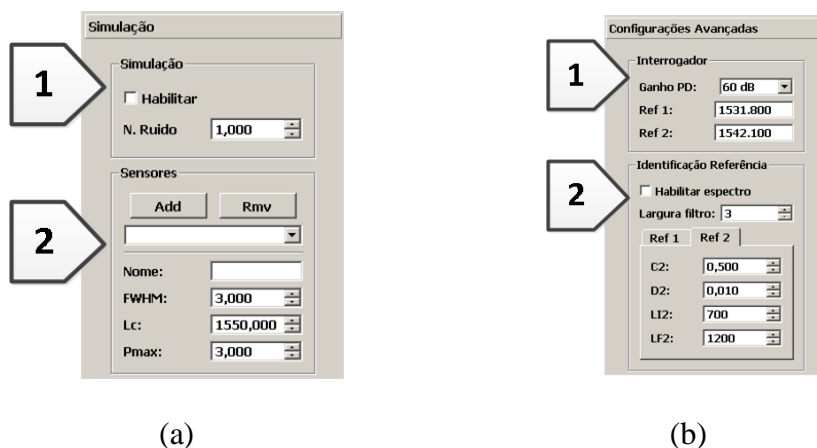 Simulação
1
Simulação
Habilitar
N. Ruido 1,000
2
Sensores
Add Rmv
Nome:
FWHM: 3,000
Lc: 1550,000
Pmax: 3,000
(a)
Configurações Avançadas
1
Interrogador
Ganho PD: 60 dB
Ref 1: 1531.800
Ref 2: 1542.100
2
Identificação Referência
Habilitar espectro
Largura filtro: 3
Ref 1 Ref 2
C2: 0,500
D2: 0,010
LI2: 700
LF2: 1200
(b)